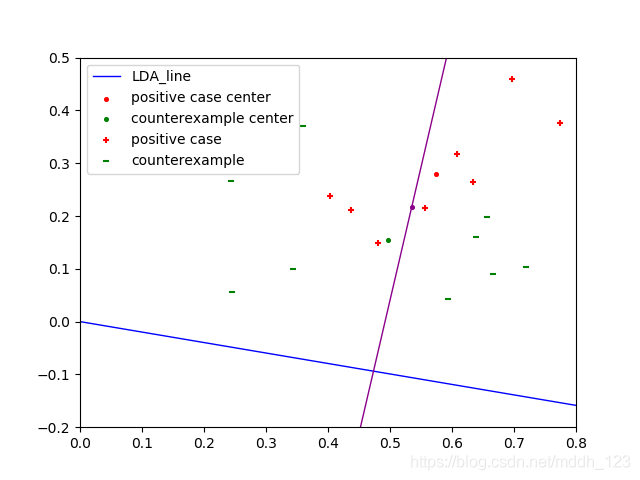 0.5
0.4
0.3
0.2
0.1
0.0
−0.1
−0.2
LDA_line
positive case center
counterexample center
positive case
counterexample
0.0 0.1 0.2 0.3 0.4 0.5 0.6 0.7 0.8
https://blog.csdn.net/mddh_123